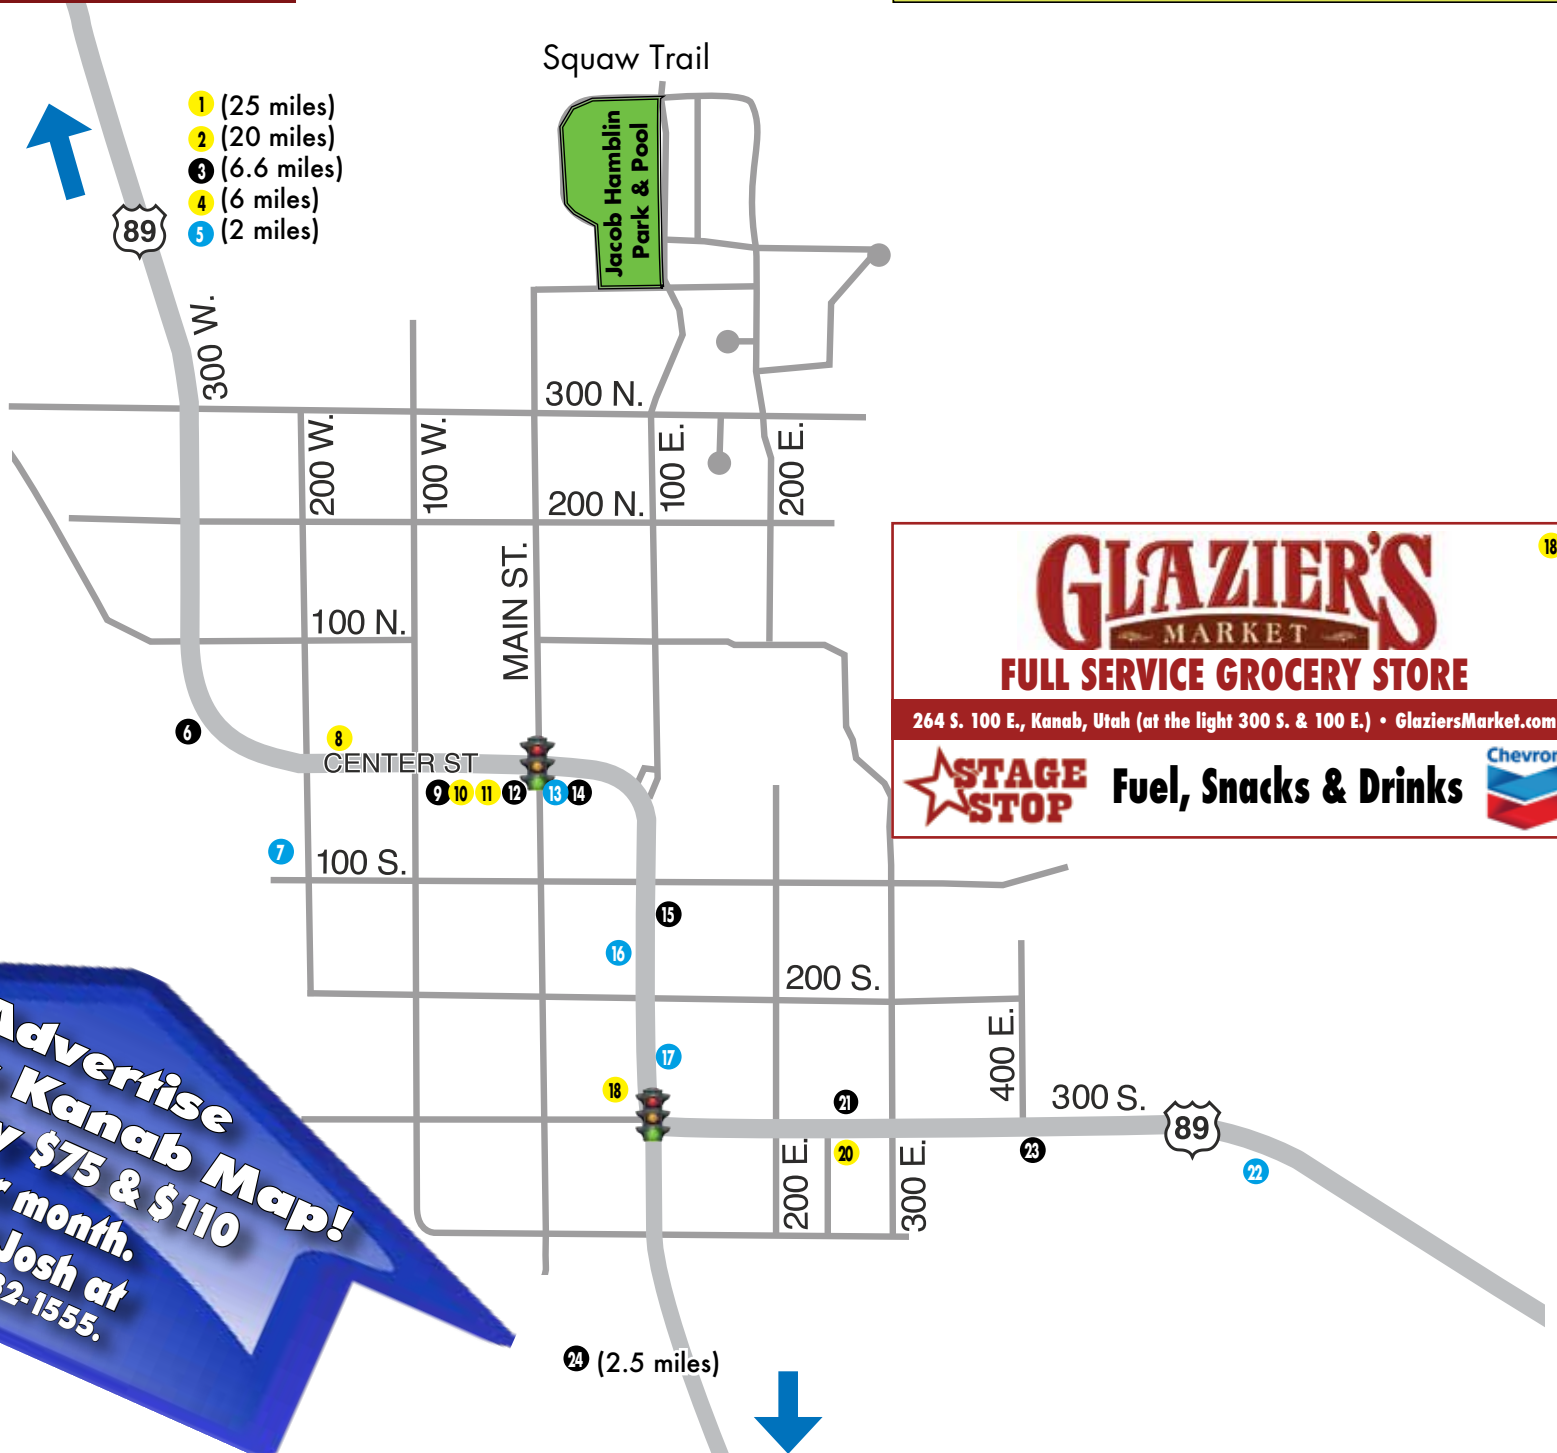 Squaw Trail
1 (25 miles)
2 (20 miles)
3 (6.6 miles)
4 (6 miles)
5 (2 miles)
89
Jacob Hamblin
Park & Pool
300 W.
300 N.
200 W.
100 W.
100 E.
200 E.
200 N.
MAIN ST.
100 N.
6
8
CENTER ST
9 10 11 12 13 14
7
100 S.
15
16
200 S.
17
18
400 E.
21
300 S.
89
20
23
22
200 E.
300 E.
24 (2.5 miles)
18
GLAZIER'S
MARKET
FULL SERVICE GROCERY STORE
264 S. 100 E., Kanab, Utah (at the light 300 S. & 100 E.) • GlaziersMarket.com
STAGE
STOP
Fuel, Snacks & Drinks
Chevron
Advertise
Kanab Map!
$75 & $110
month.
Josh at
2-1555.